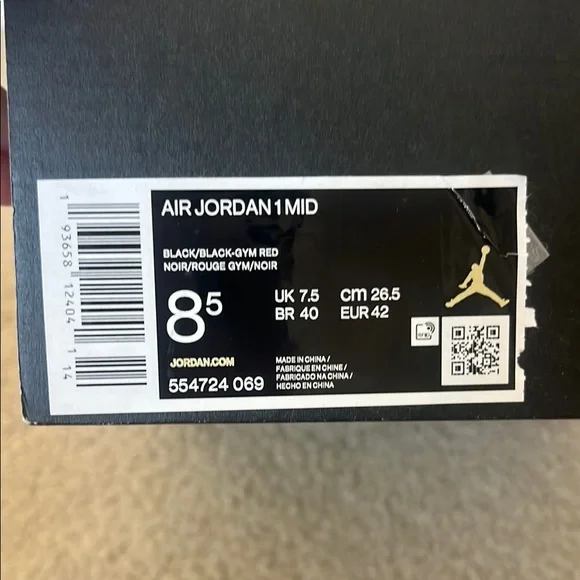 AIR JORDAN 1 MID
BLACK/BLACK-GYM RED
NOIR/ROUGE GYM/NOIR
8 5
UK 7.5 cm 26.5
BR 40 EUR 42
JORDAN.COM
554724 069
MADE IN CHINA /
FABRIQUE EN CHINE /
FABRICADO NA CHINA /
HECHO EN CHINA
1 93658 12404 1 14